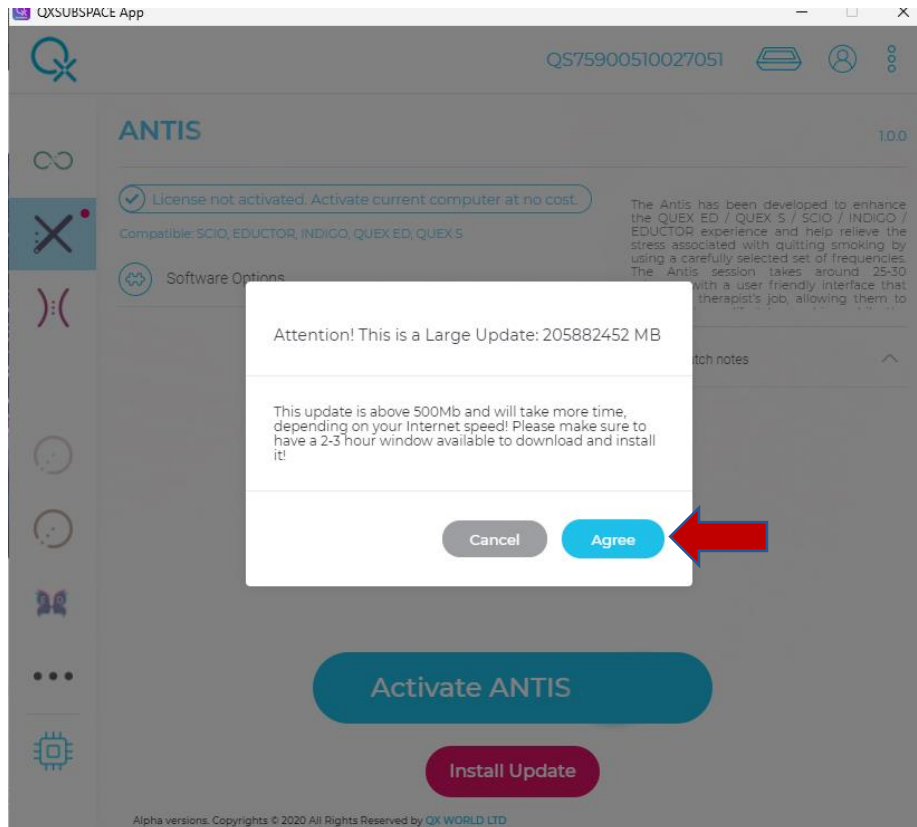 QXSUBSPACE App
QS75900510027051
ANTIS
1.0.0
License not activated. Activate current computer at no cost.
Compatible: SCIO, EDUCTOR, INDIGO, QUEX ED, QUEX S
Software Options
The Antis has been developed to enhance
the QUEX ED / QUEX S / SCIO / INDIGO /
EDUCTOR experience and help relieve the
stress associated with quitting smoking by
using a carefully selected set of frequencies.
The Antis session takes around 25-30
with a user friendly interface that
therapist's job, allowing them to
notes
Attention! This is a Large Update: 205882452 MB
This update is above 500Mb and will take more time,
depending on your Internet speed! Please make sure to
have a 2-3 hour window available to download and install
it!
Cancel
Agree
Activate ANTIS
Install Update
Alpha versions. Copyrights © 2020 All Rights Reserved by QX WORLD LTD